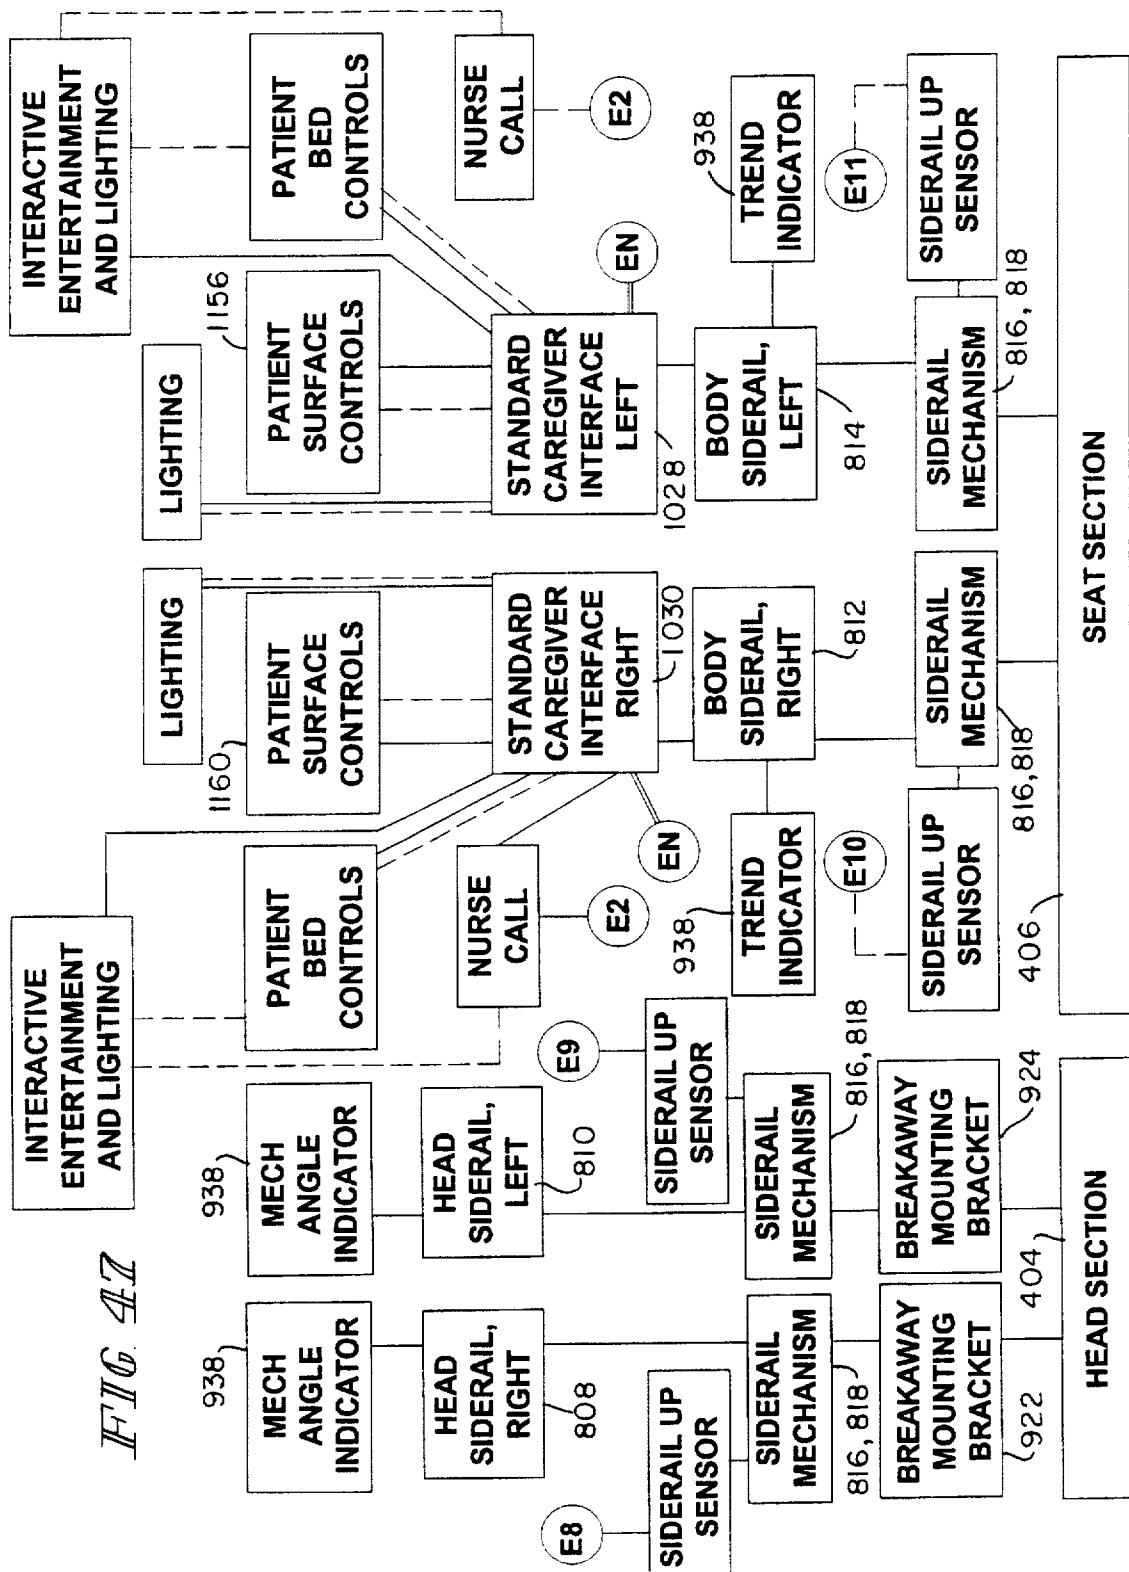 FIG. 47
INTERACTIVE
ENTERTAINMENT
AND LIGHTING
INTERACTIVE
ENTERTAINMENT
AND LIGHTING
LIGHTING
LIGHTING
938
MECH
ANGLE
INDICATOR
938
MECH
ANGLE
INDICATOR
PATIENT
BED
CONTROLS
1160
PATIENT
SURFACE
CONTROLS
1156
PATIENT
SURFACE
CONTROLS
PATIENT
BED
CONTROLS
HEAD
SIDERAIL,
RIGHT
808
HEAD
SIDERAIL,
LEFT
810
NURSE
CALL
E2
STANDARD
CAREGIVER
INTERFACE
RIGHT
1030
EN
STANDARD
CAREGIVER
INTERFACE
LEFT
1028
EN
NURSE
CALL
E2
E8
SIDERAIL UP
SENSOR
E9
SIDERAIL UP
SENSOR
938
TREND
INDICATOR
BODY
SIDERAIL,
RIGHT
812
BODY
SIDERAIL,
LEFT
814
938
TREND
INDICATOR
SIDERAIL
MECHANISM
816, 818
SIDERAIL
MECHANISM
816, 818
E10
SIDERAIL UP
SENSOR
SIDERAIL
MECHANISM
816, 818
SIDERAIL
MECHANISM
816, 818
E11
SIDERAIL UP
SENSOR
BREAKAWAY
MOUNTING
BRACKET
922
BREAKAWAY
MOUNTING
BRACKET
924
404
HEAD SECTION
406
SEAT SECTION